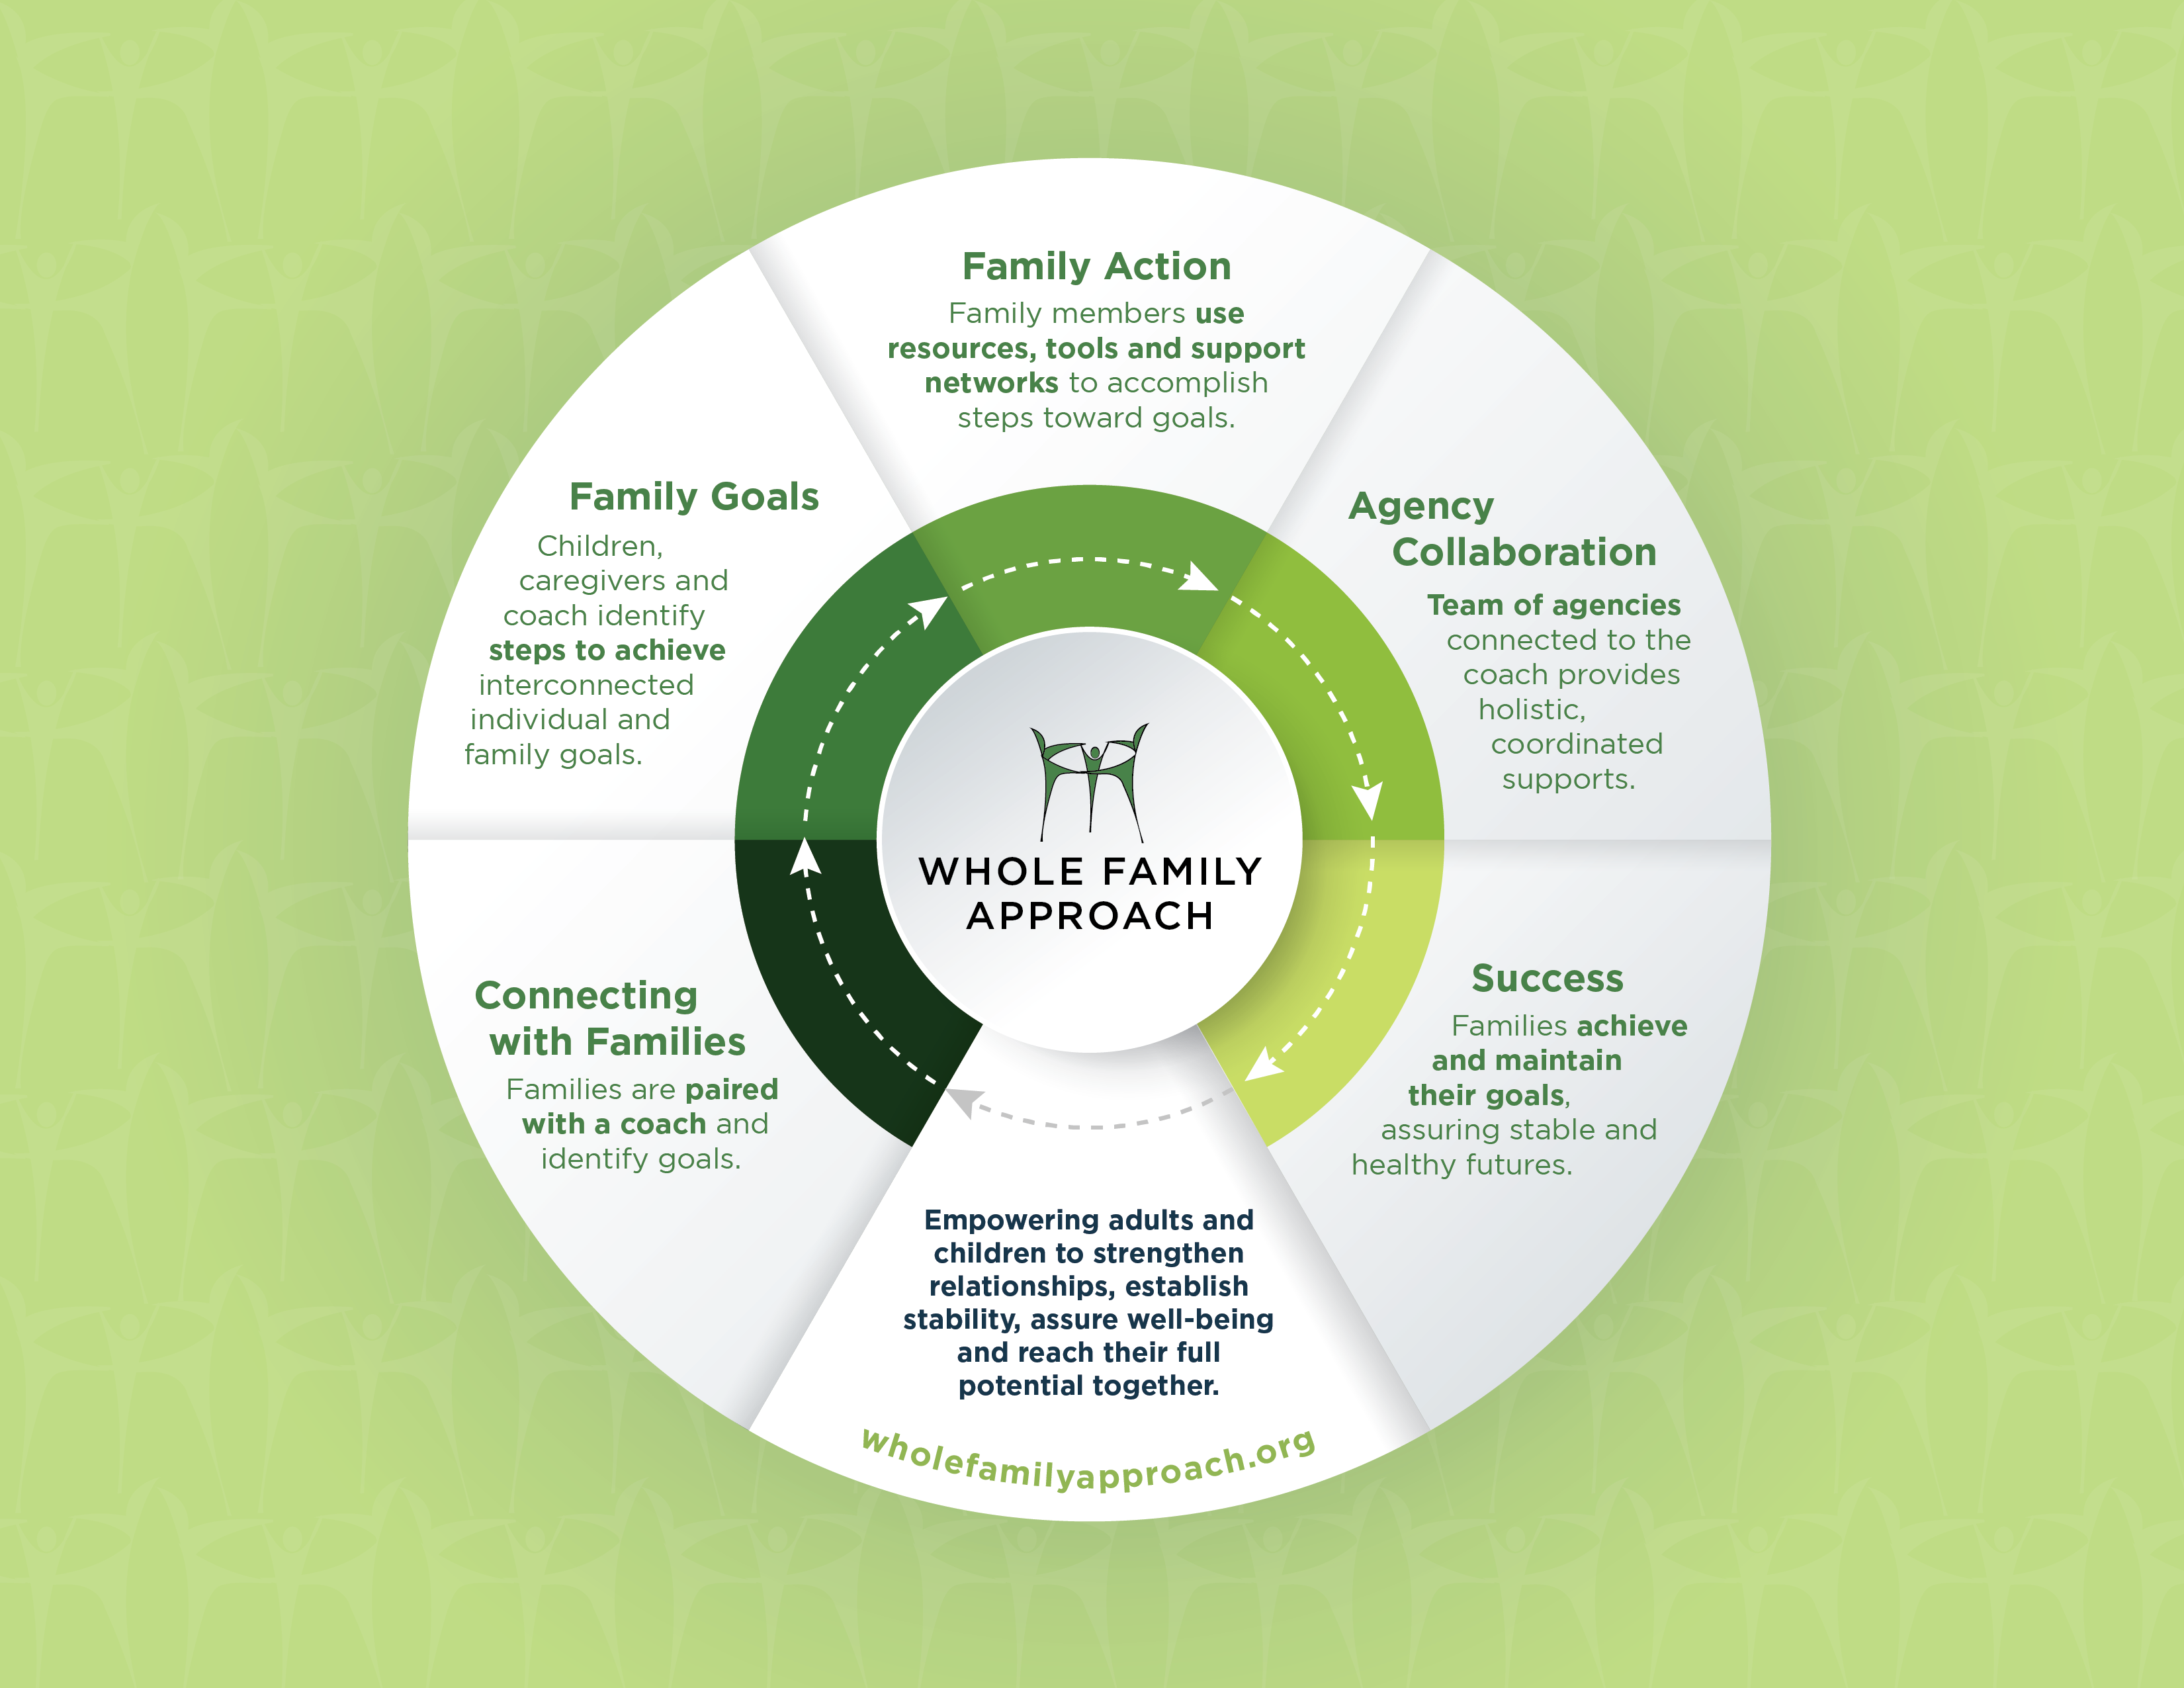 Family Action
Family members use
resources, tools and support
networks to accomplish
steps toward goals.
Agency
Collaboration
Team of agencies
connected to the
coach provides
holistic,
coordinated
supports.
Success
Families achieve
and maintain
their goals,
assuring stable and
healthy futures.
Empowering adults and
children to strengthen
relationships, establish
stability, assure well-being
and reach their full
potential together.
wholefamilyapproach.org
Connecting
with Families
Families are paired
with a coach and
identify goals.
Family Goals
Children,
caregivers and
coach identify
steps to achieve
interconnected
individual and
family goals.
WHOLE FAMILY
APPROACH